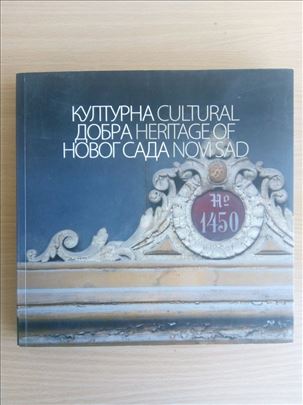 КУЛТУРНА CULTURAL
ДОБРА HERITAGE OF
НОВОГ САДА NOVI SAD
№
1450